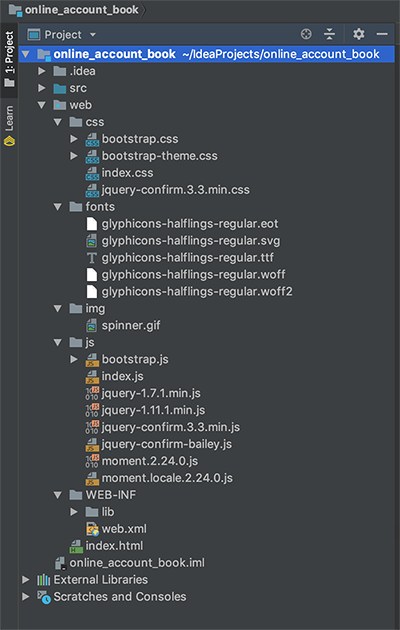 online_account_book
1: Project
Learn
Project
online_account_book ~/IdeaProjects/online_account_book
.idea
src
web
css
bootstrap.css
bootstrap-theme.css
index.css
jquery-confirm.3.3.min.css
fonts
glyphicons-halflings-regular.eot
glyphicons-halflings-regular.svg
glyphicons-halflings-regular.ttf
glyphicons-halflings-regular.woff
glyphicons-halflings-regular.woff2
img
spinner.gif
js
bootstrap.js
index.js
jquery-1.7.1.min.js
jquery-1.11.1.min.js
jquery-confirm.3.3.min.js
jquery-confirm-bailey.js
moment.2.24.0.js
moment.locale.2.24.0.js
WEB-INF
lib
web.xml
index.html
online_account_book.iml
External Libraries
Scratches and Consoles